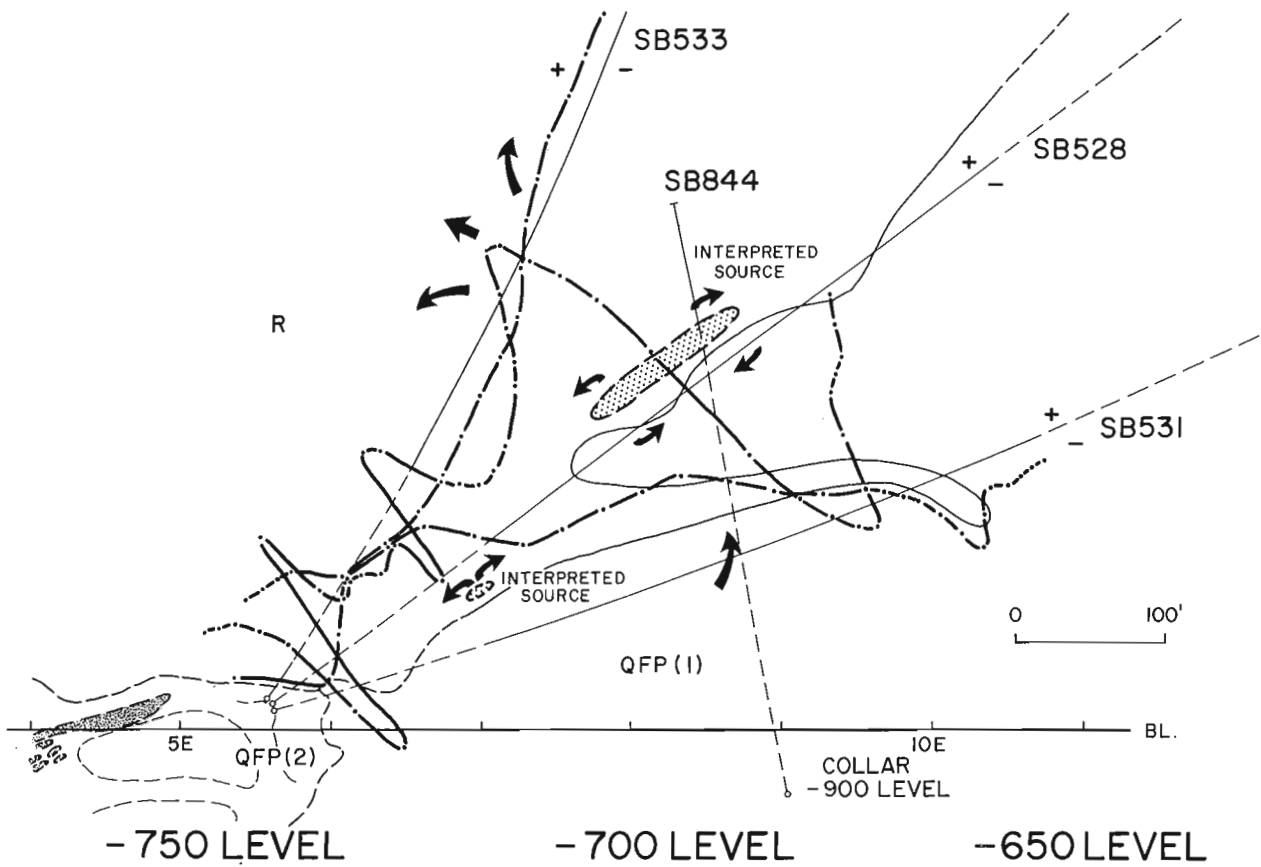 SB533
+ −
SB528
+
−
SB844
INTERPRETED
SOURCE
R
+
− SB531
INTERPRETED
SOURCE
0 100'
QFP(1)
BL.
5E
10E
QFP(2)
COLLAR
-900 LEVEL
-750 LEVEL
-700 LEVEL
-650 LEVEL